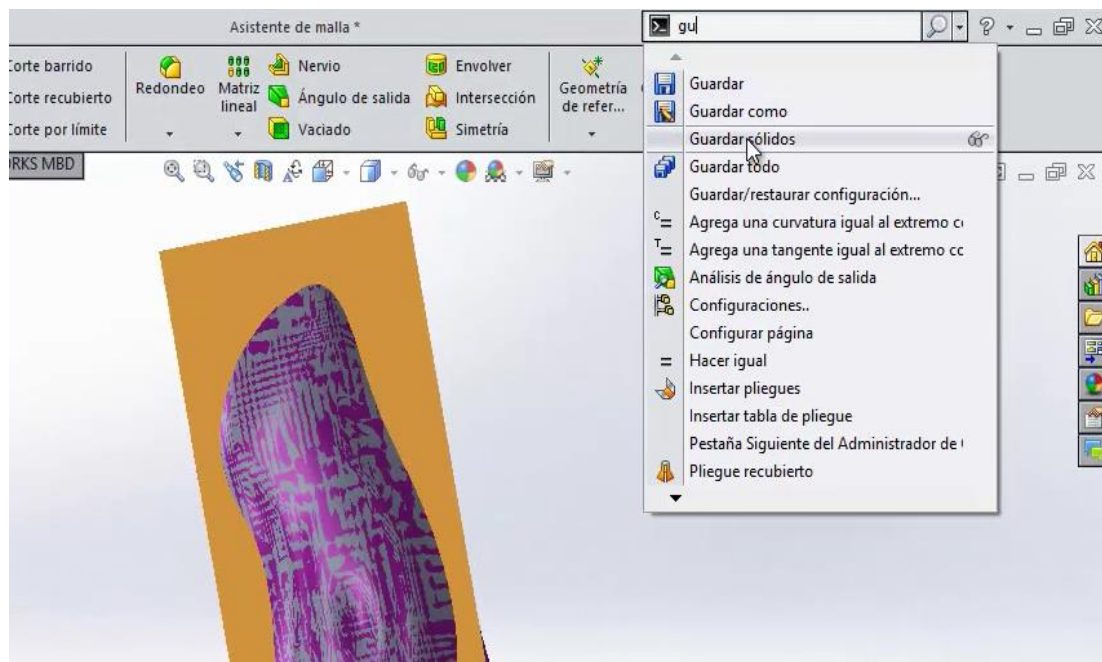 Asistente de malla *
gu
Corte barrido
Corte recubierto
Corte por límite
Redondeo
Matriz
lineal
Nervio
Ángulo de salida
Vaciado
Envolver
Intersección
Simetría
Geometría
de refer...
ORKS MBD
Guardar
Guardar como
Guardar sólidos
Guardar todo
Guardar/restaurar configuración...
Agrega una curvatura igual al extremo c
Agrega una tangente igual al extremo cc
Análisis de ángulo de salida
Configuraciones..
Configurar página
Hacer igual
Insertar pliegues
Insertar tabla de pliegue
Pestaña Siguiente del Administrador de
Pliegue recubierto